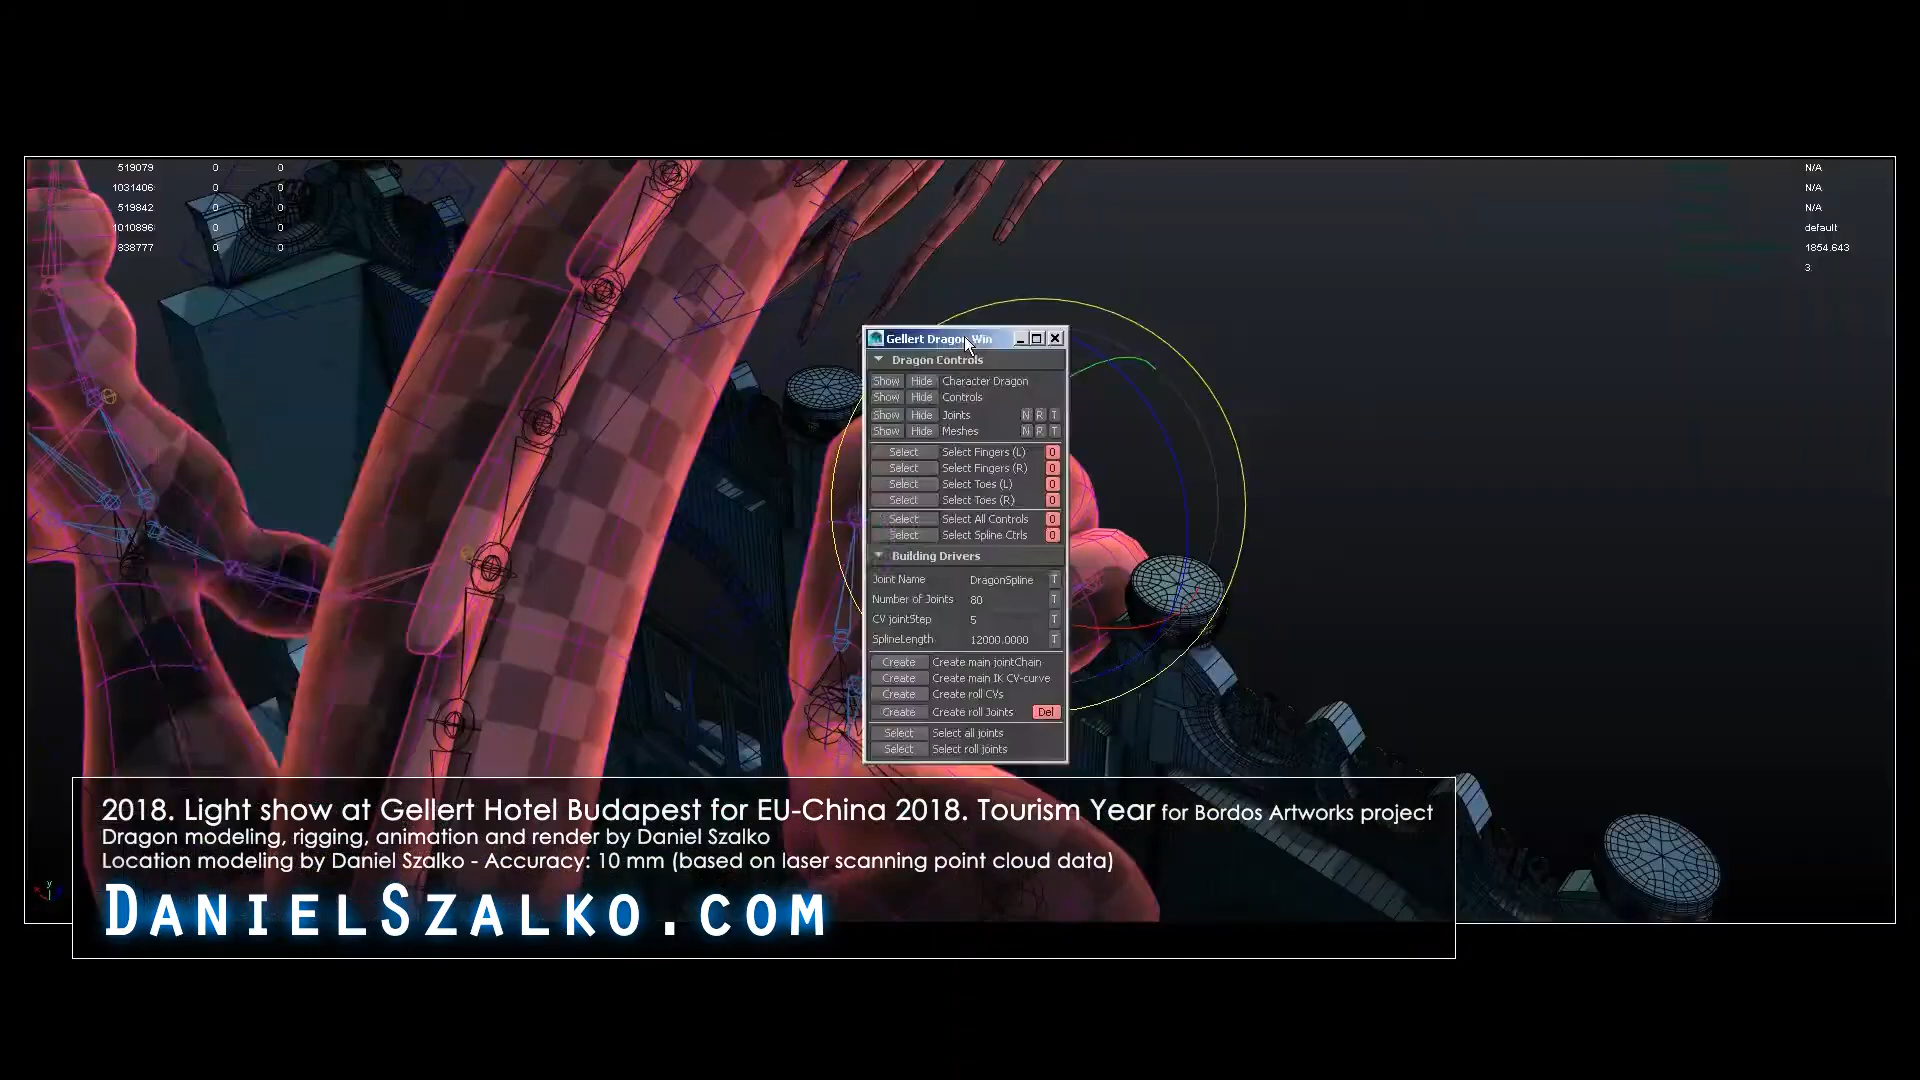 519079 0 0 N/A
1031406 0 0 N/A
519842 0 0 N/A
1010896 0 0 default
838777 0 0 1854.643
3
Gellert Dragon Win
Dragon Controls
Show Hide Character Dragon
Show Hide Controls
Show Hide Joints N R T
Show Hide Meshes N R T
Select Select Fingers (L) 0
Select Select Fingers (R) 0
Select Select Toes (L) 0
Select Select Toes (R) 0
Select Select All Controls 0
Select Select Spline Ctrls 0
Building Drivers
Joint Name DragonSpline T
Number of Joints 80 T
CV jointStep 5 T
SplineLength 12000.0000 T
Create Create main jointChain
Create Create main IK CV-curve
Create Create roll CVs
Create Create roll Joints Del
Select Select all joints
Select Select roll joints
2018. Light show at Gellert Hotel Budapest for EU-China 2018. Tourism Year for Bordos Artworks project
Dragon modeling, rigging, animation and render by Daniel Szalko
Location modeling by Daniel Szalko - Accuracy: 10 mm (based on laser scanning point cloud data)
DANIELSZALKO.COM
y